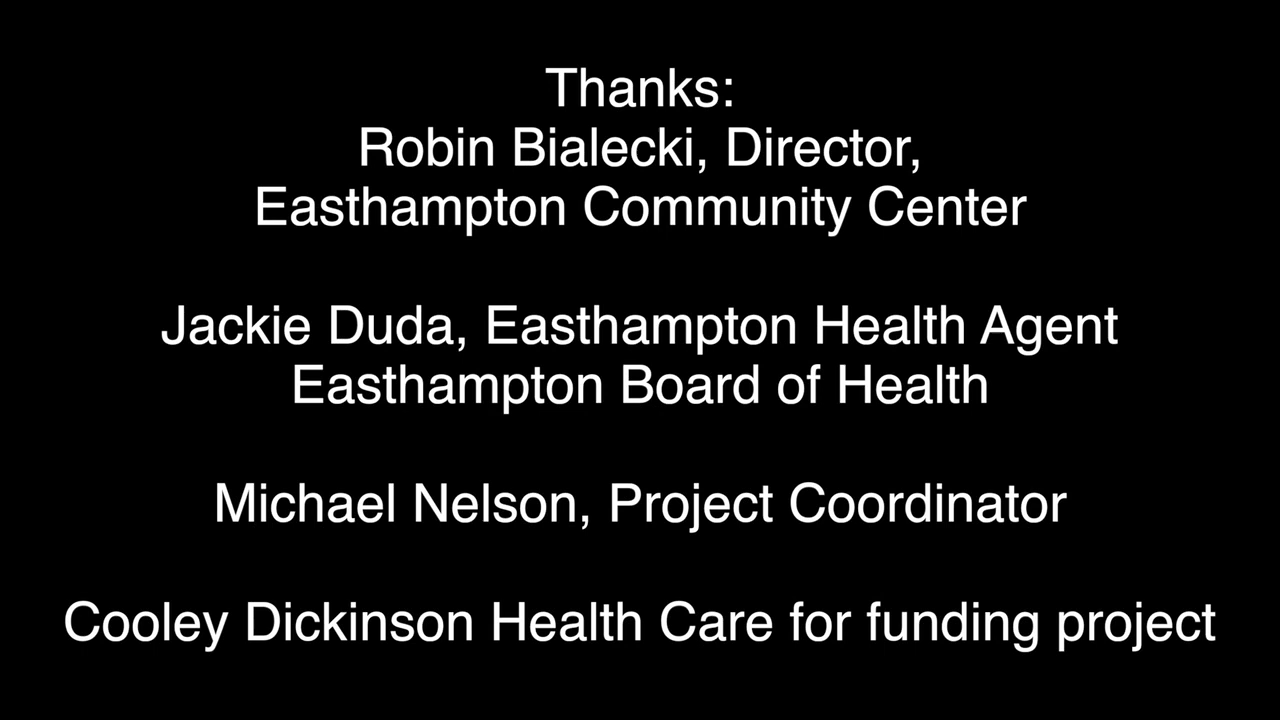 Thanks:
Robin Bialecki, Director,
Easthampton Community Center
Jackie Duda, Easthampton Health Agent
Easthampton Board of Health
Michael Nelson, Project Coordinator
Cooley Dickinson Health Care for funding project